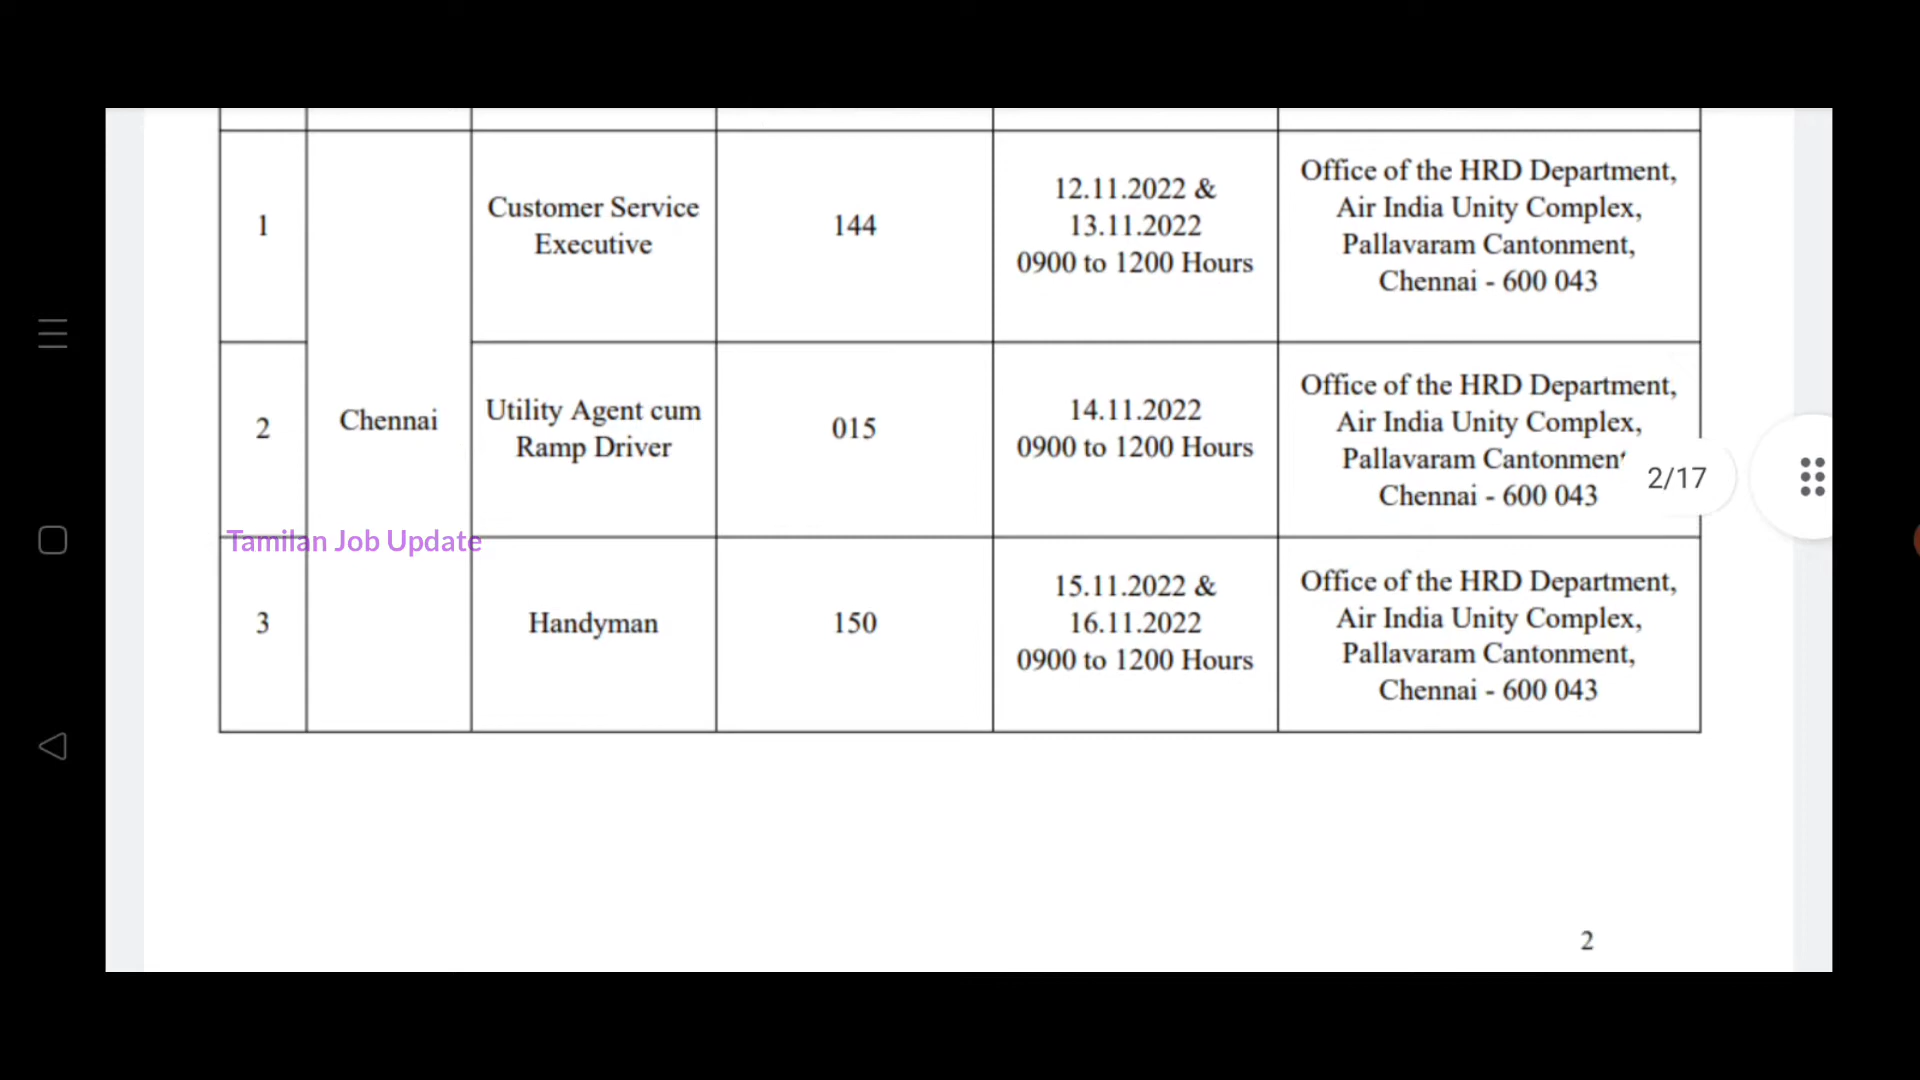 1
Chennai
Customer Service
Executive
144
12.11.2022 &
13.11.2022
0900 to 1200 Hours
Office of the HRD Department,
Air India Unity Complex,
Pallavaram Cantonment,
Chennai - 600 043
2
Utility Agent cum
Ramp Driver
015
14.11.2022
0900 to 1200 Hours
Office of the HRD Department,
Air India Unity Complex,
Pallavaram Cantonment
Chennai - 600 043
2/17
Tamilan Job Update
3
Handyman
150
15.11.2022 &
16.11.2022
0900 to 1200 Hours
Office of the HRD Department,
Air India Unity Complex,
Pallavaram Cantonment,
Chennai - 600 043
2